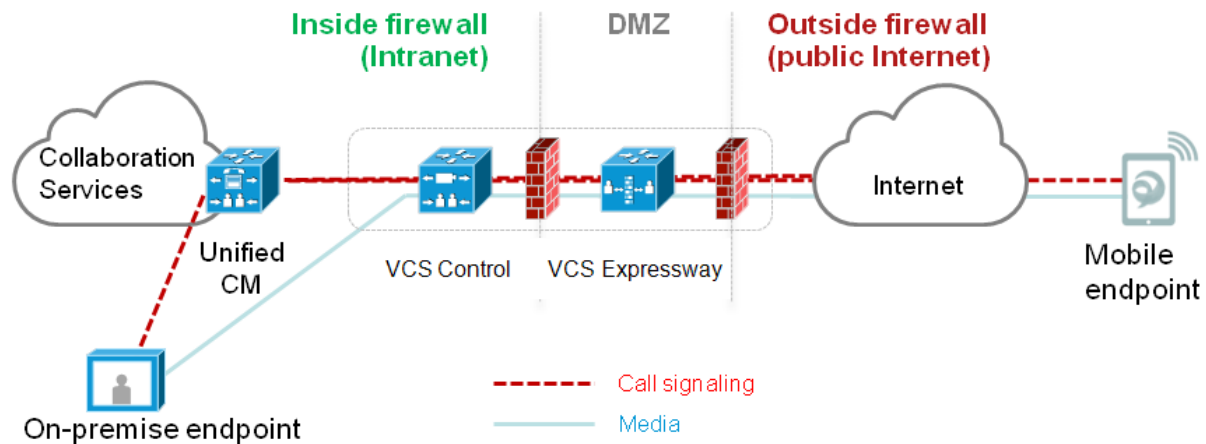 Inside firewall
(Intranet)
DMZ
Outside firewall
(public Internet)
Collaboration
Services
Internet
Unified
CM
VCS Control
VCS Expressway
Mobile
endpoint
On-premise endpoint
Call signaling
Media